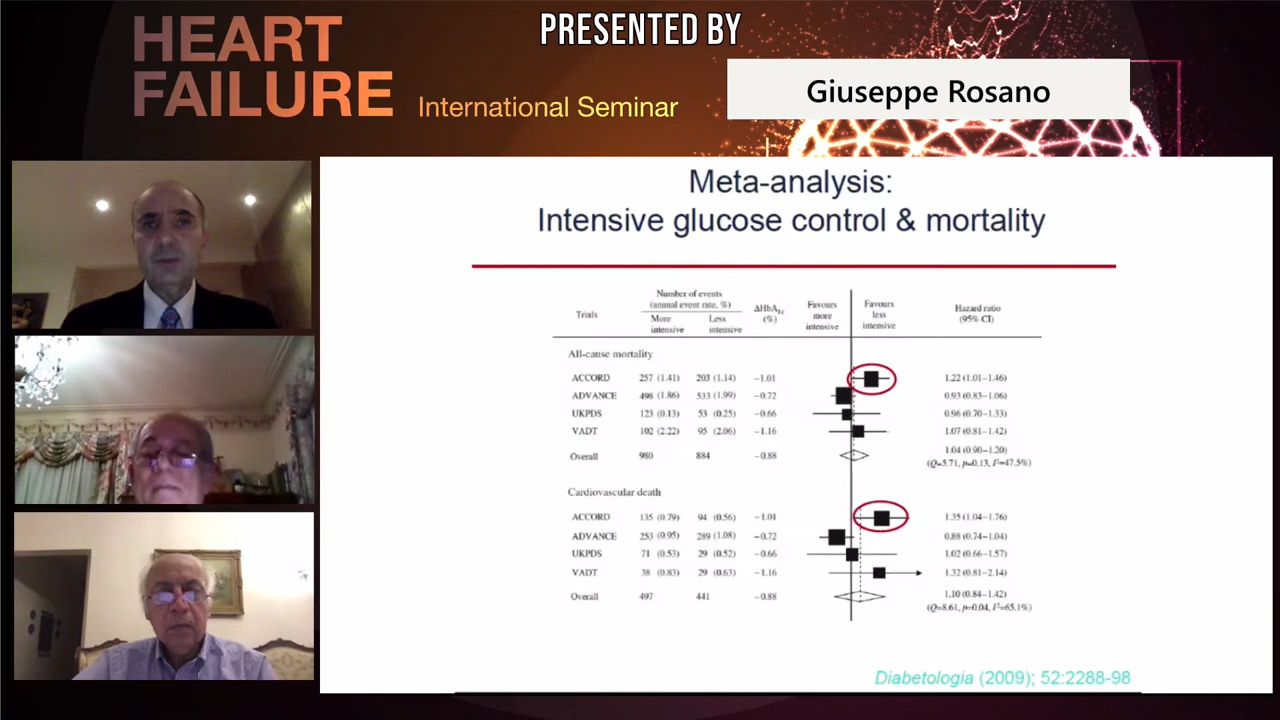 HEART
FAILURE
International Seminar
PRESENTED BY
Giuseppe Rosano
Meta-analysis:
Intensive glucose control & mortality
Trials
Number of events
(annual event rate, %)
More
intensive
Less
intensive
ΔHbA1c
(%)
Favours
more
intensive
Favours
less
intensive
Hazard ratio
(95% CI)
All-cause mortality
ACCORD 257 (1.41) 203 (1.14) −1.01 1.22 (1.01–1.46)
ADVANCE 498 (1.86) 533 (1.99) −0.72 0.93 (0.83–1.06)
UKPDS 123 (0.13) 53 (0.25) −0.66 0.96 (0.70–1.33)
VADT 102 (2.22) 95 (2.06) −1.16 1.07 (0.81–1.42)
Overall 980 884 −0.88 1.04 (0.90–1.20)
(Q=5.71, p=0.13, I²=47.5%)
Cardiovascular death
ACCORD 135 (0.79) 94 (0.56) −1.01 1.35 (1.04–1.76)
ADVANCE 253 (0.95) 289 (1.08) −0.72 0.88 (0.74–1.04)
UKPDS 71 (0.53) 29 (0.52) −0.66 1.02 (0.66–1.57)
VADT 38 (0.83) 29 (0.63) −1.16 1.32 (0.81–2.14)
Overall 497 441 −0.88 1.10 (0.84–1.42)
(Q=8.61, p=0.04, I²=65.1%)
Diabetologia (2009); 52:2288-98